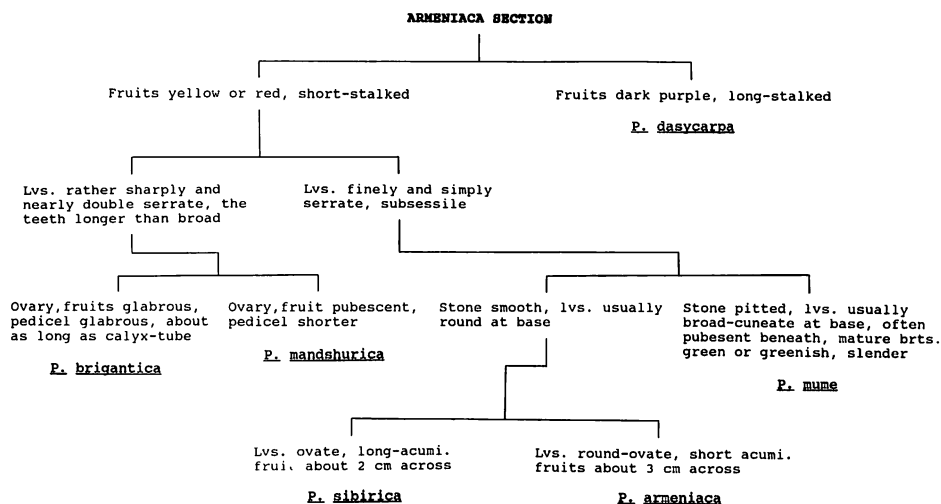 ARMENIACA SECTION
Fruits yellow or red, short-stalked
Fruits dark purple, long-stalked
P. dasycarpa
Lvs. rather sharply and
nearly double serrate, the
teeth longer than broad
Lvs. finely and simply
serrate, subsessile
Ovary,fruits glabrous,
pedicel glabrous, about
as long as calyx-tube
P. brigantica
Ovary,fruit pubescent,
pedicel shorter
P. mandshurica
Stone smooth, lvs. usually
round at base
Stone pitted, lvs. usually
broad-cuneate at base, often
pubesent beneath, mature brts.
green or greenish, slender
P. mume
Lvs. ovate, long-acumi.
about 2 cm across
P. sibirica
Lvs. round-ovate, short acumi.
fruits about 3 cm across
P. armeniaca